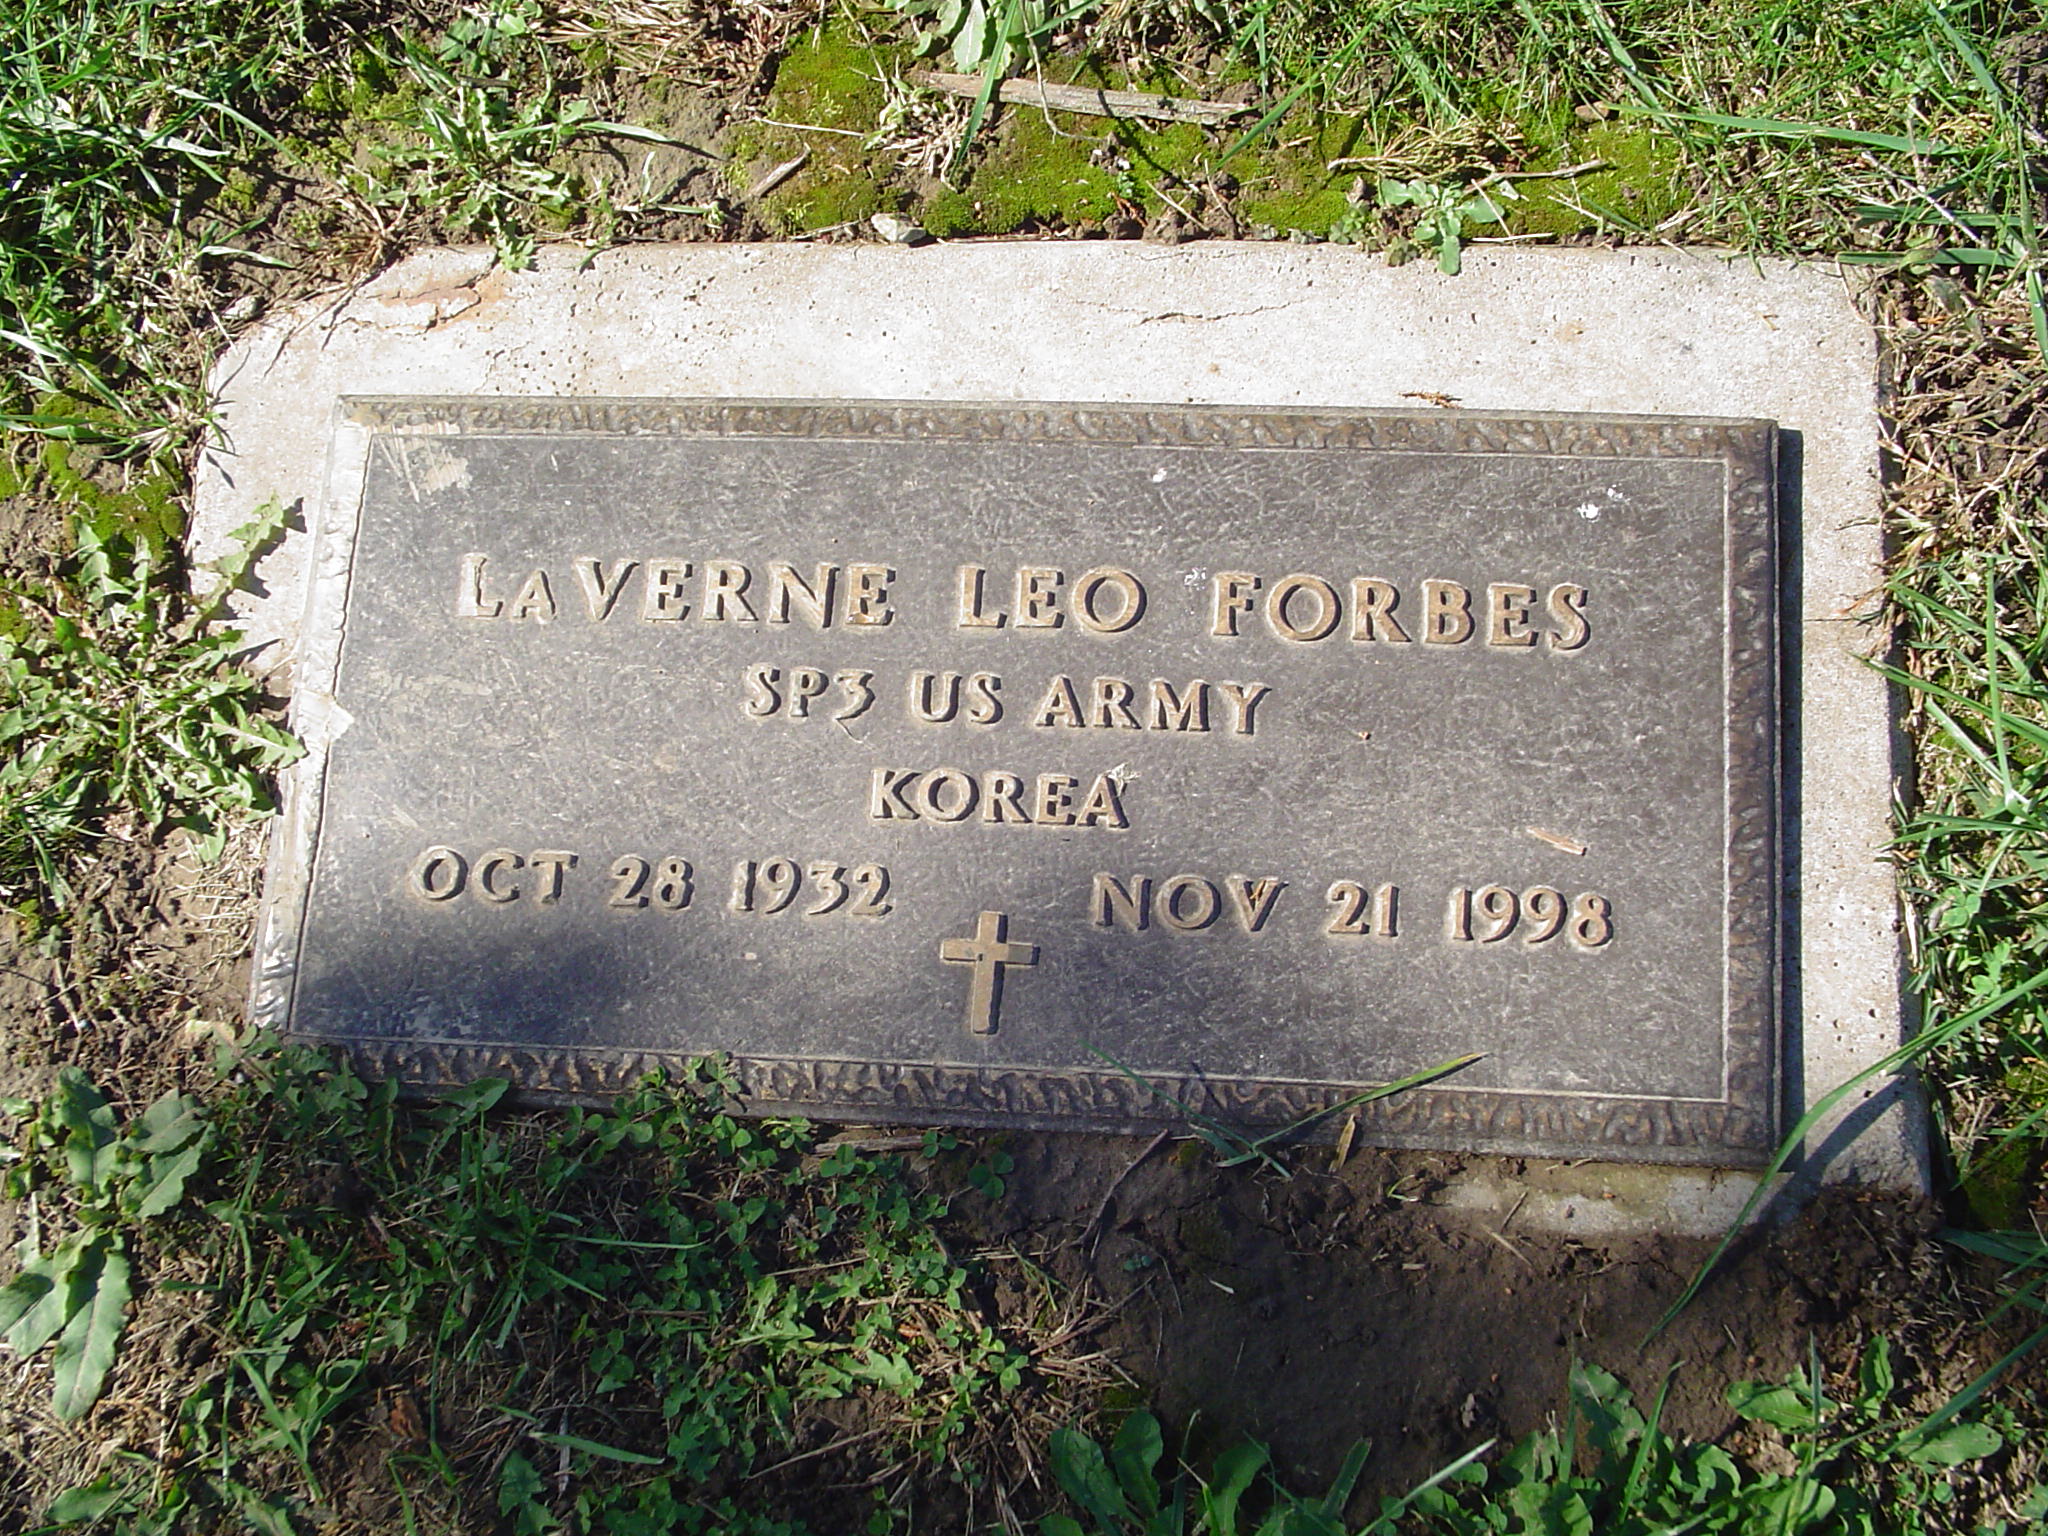 LaVERNE LEO FORBES
SP3 US ARMY
KOREA
OCT 28 1932 NOV 21 1998